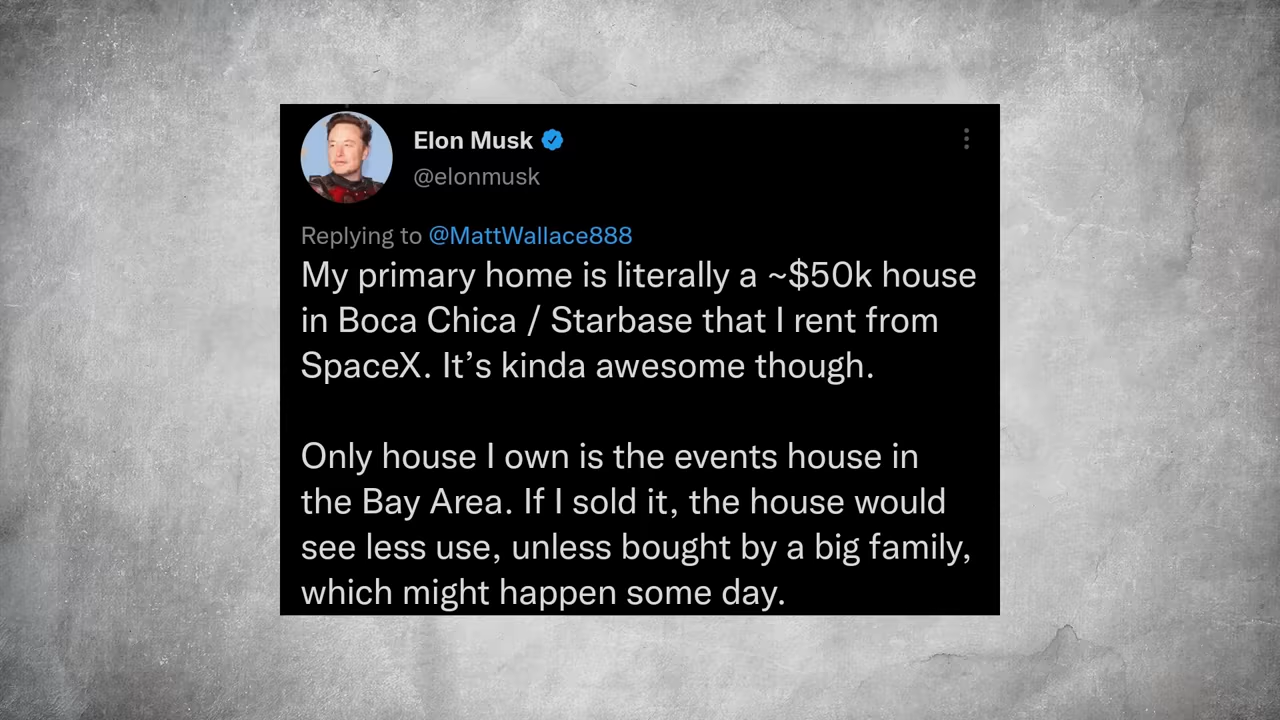 Elon Musk
@elonmusk
Replying to @MattWallace888
My primary home is literally a ~$50k house
in Boca Chica / Starbase that I rent from
SpaceX. It’s kinda awesome though.
Only house I own is the events house in
the Bay Area. If I sold it, the house would
see less use, unless bought by a big family,
which might happen some day.